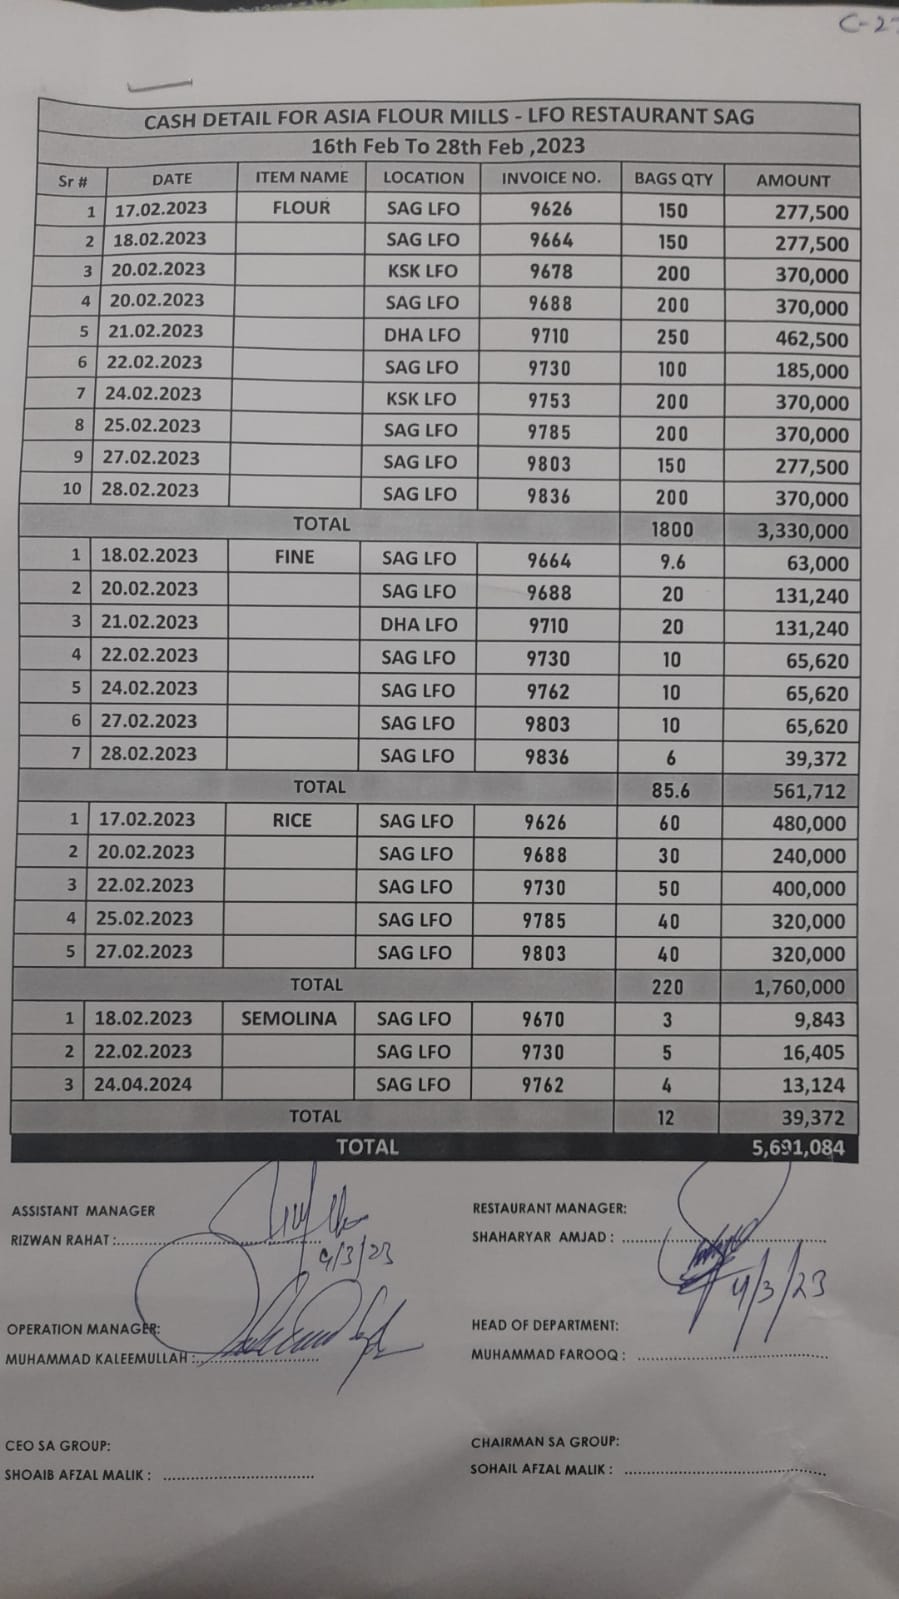 CASH DETAIL FOR ASIA FLOUR MILLS - LFO RESTAURANT SAG
16th Feb To 28th Feb ,2023
Sr # DATE ITEM NAME LOCATION INVOICE NO. BAGS QTY AMOUNT
1 17.02.2023 FLOUR SAG LFO 9626 150 277,500
2 18.02.2023 SAG LFO 9664 150 277,500
3 20.02.2023 KSK LFO 9678 200 370,000
4 20.02.2023 SAG LFO 9688 200 370,000
5 21.02.2023 DHA LFO 9710 250 462,500
6 22.02.2023 SAG LFO 9730 100 185,000
7 24.02.2023 KSK LFO 9753 200 370,000
8 25.02.2023 SAG LFO 9785 200 370,000
9 27.02.2023 SAG LFO 9803 150 277,500
10 28.02.2023 SAG LFO 9836 200 370,000
TOTAL 1800 3,330,000
1 18.02.2023 FINE SAG LFO 9664 9.6 63,000
2 20.02.2023 SAG LFO 9688 20 131,240
3 21.02.2023 DHA LFO 9710 20 131,240
4 22.02.2023 SAG LFO 9730 10 65,620
5 24.02.2023 SAG LFO 9762 10 65,620
6 27.02.2023 SAG LFO 9803 10 65,620
7 28.02.2023 SAG LFO 9836 6 39,372
TOTAL 85.6 561,712
1 17.02.2023 RICE SAG LFO 9626 60 480,000
2 20.02.2023 SAG LFO 9688 30 240,000
3 22.02.2023 SAG LFO 9730 50 400,000
4 25.02.2023 SAG LFO 9785 40 320,000
5 27.02.2023 SAG LFO 9803 40 320,000
TOTAL 220 1,760,000
1 18.02.2023 SEMOLINA SAG LFO 9670 3 9,843
2 22.02.2023 SAG LFO 9730 5 16,405
3 24.04.2024 SAG LFO 9762 4 13,124
TOTAL 12 39,372
TOTAL 5,691,084
ASSISTANT MANAGER RESTAURANT MANAGER:
RIZWAN RAHAT : SHAHARYAR AMJAD :
4/3/23 4/3/23
OPERATION MANAGER: HEAD OF DEPARTMENT:
MUHAMMAD KALEEMULLAH : MUHAMMAD FAROOQ :
CEO SA GROUP: CHAIRMAN SA GROUP:
SHOAIB AFZAL MALIK : SOHAIL AFZAL MALIK :